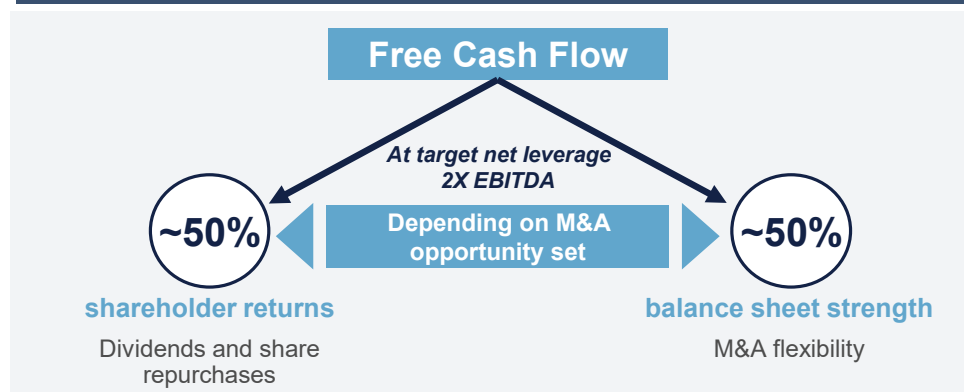 Free Cash Flow
At target net leverage
2X EBITDA
~50%
Depending on M&A
opportunity set
~50%
shareholder returns
balance sheet strength
Dividends and share
repurchases
M&A flexibility